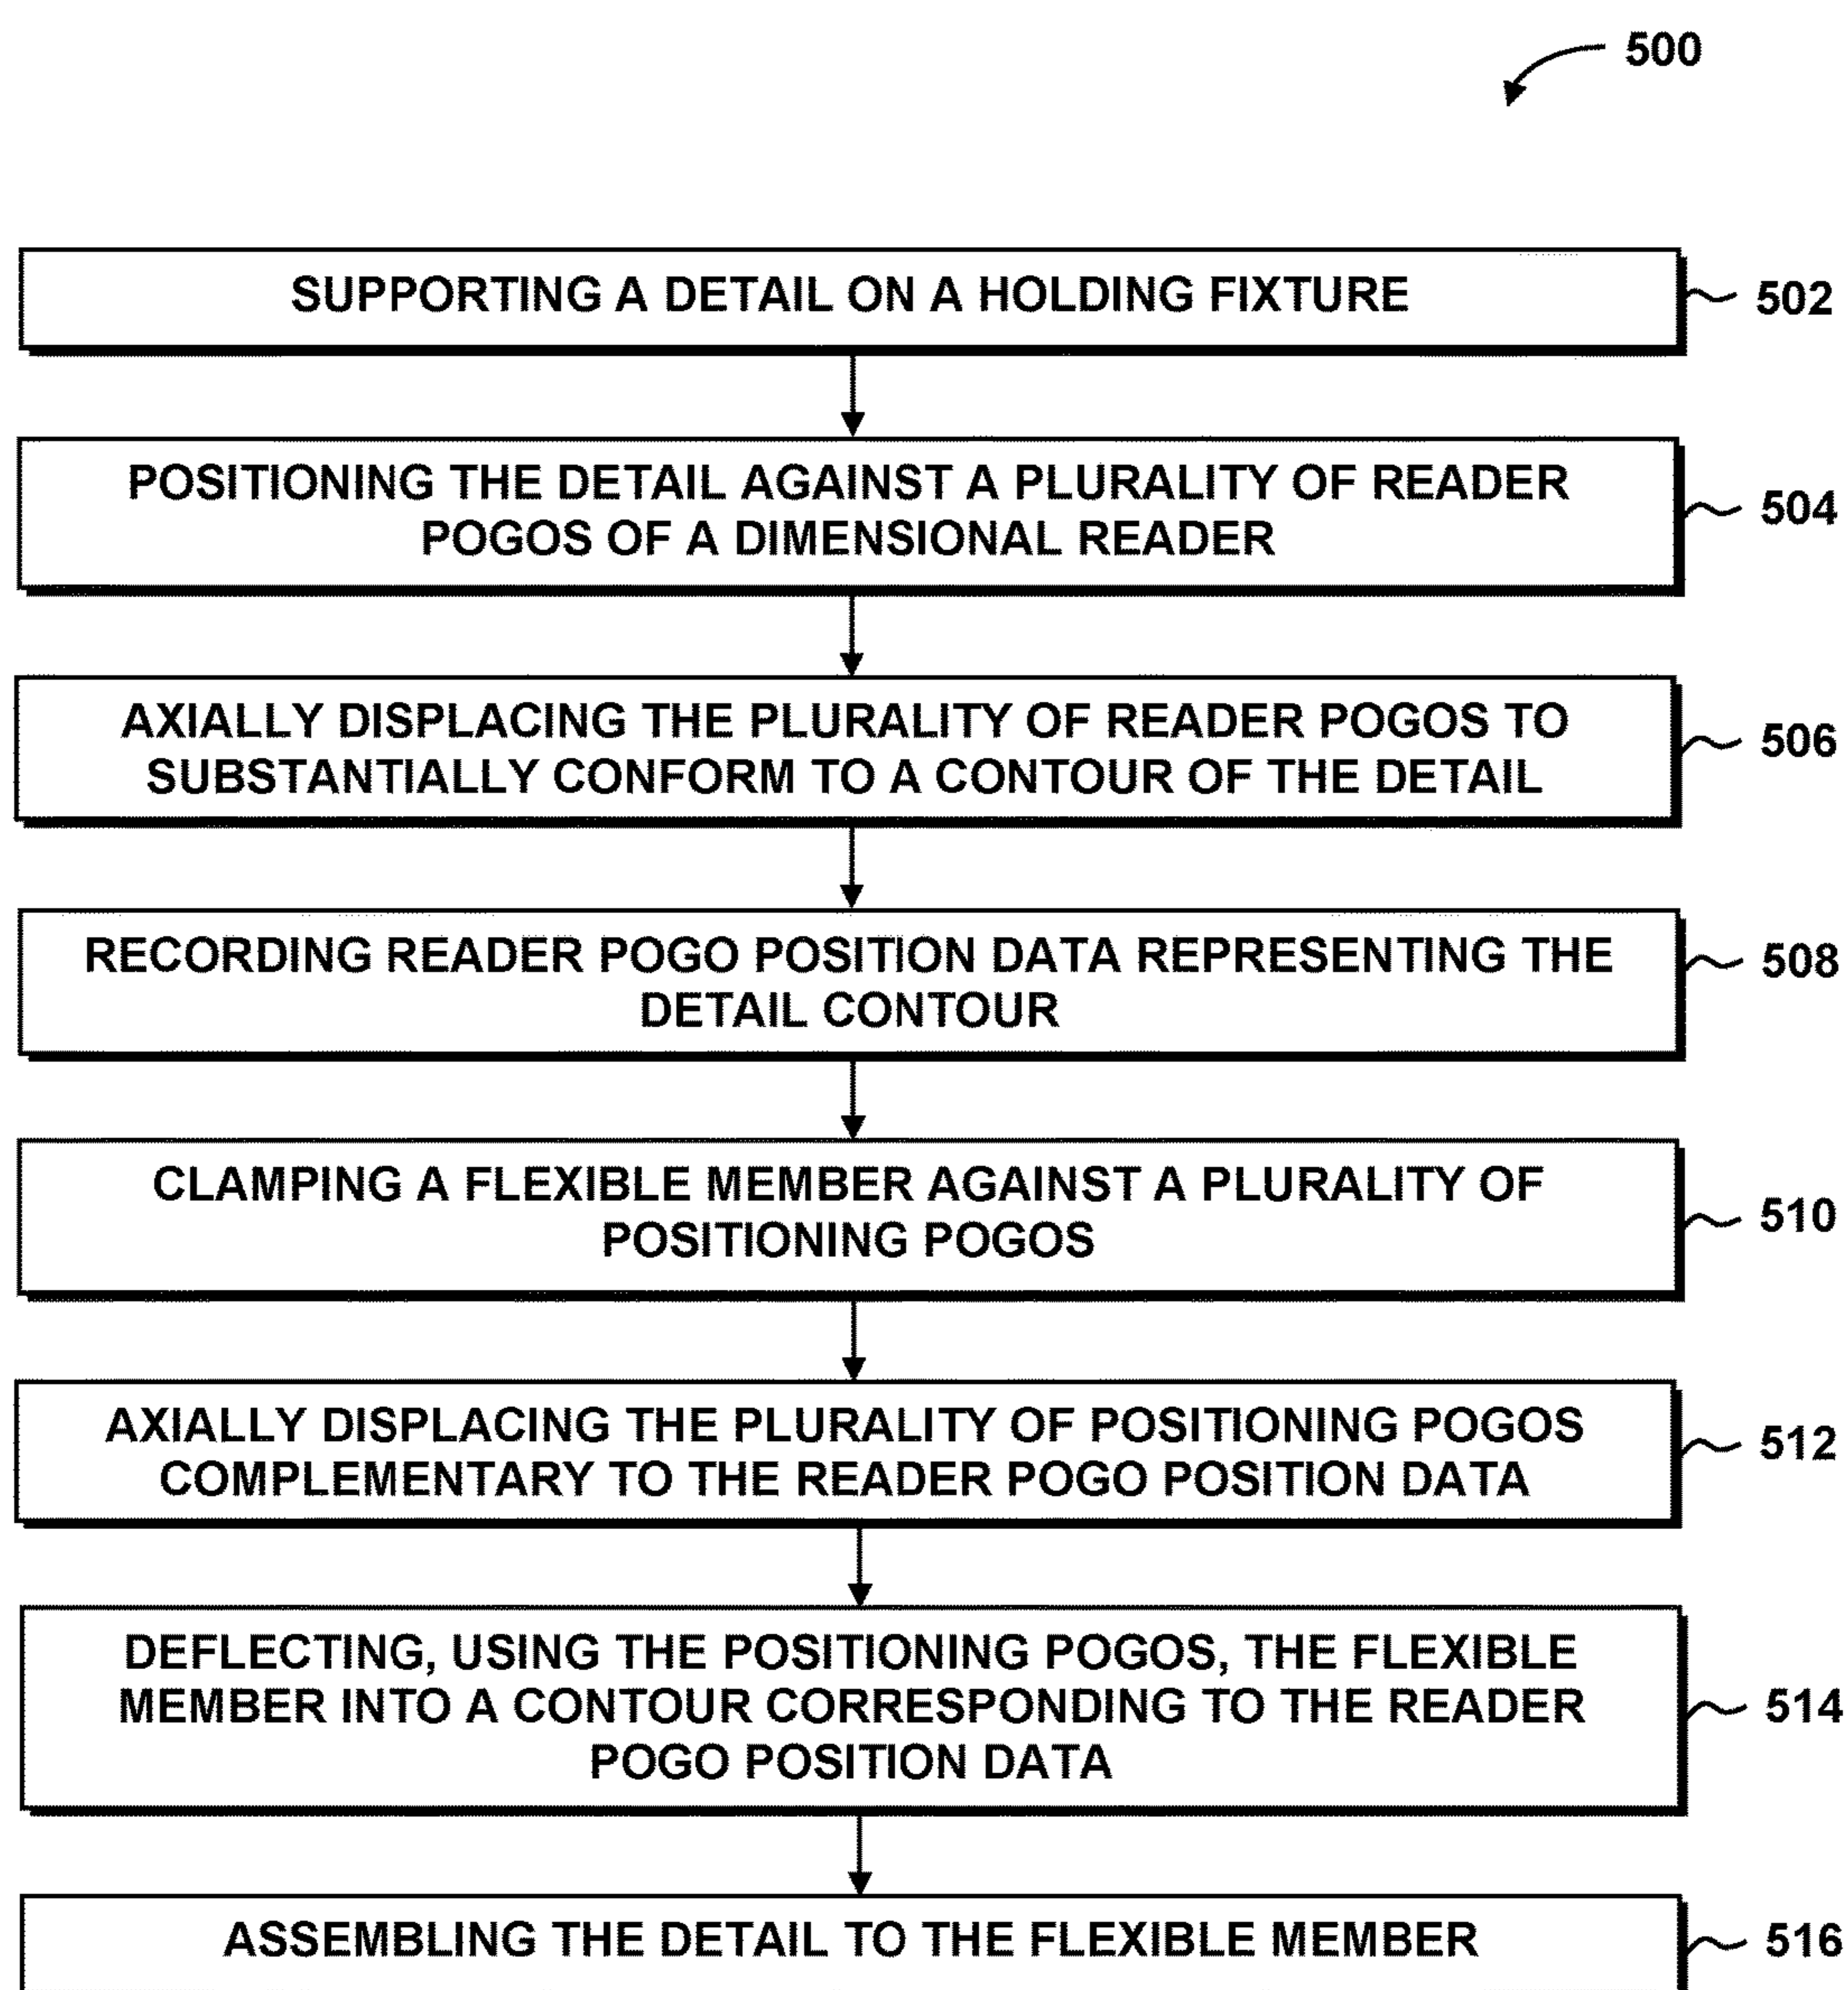 500
SUPPORTING A DETAIL ON A HOLDING FIXTURE
502
POSITIONING THE DETAIL AGAINST A PLURALITY OF READER
POGOS OF A DIMENSIONAL READER
504
AXIALLY DISPLACING THE PLURALITY OF READER POGOS TO
SUBSTANTIALLY CONFORM TO A CONTOUR OF THE DETAIL
506
RECORDING READER POGO POSITION DATA REPRESENTING THE
DETAIL CONTOUR
508
CLAMPING A FLEXIBLE MEMBER AGAINST A PLURALITY OF
POSITIONING POGOS
510
AXIALLY DISPLACING THE PLURALITY OF POSITIONING POGOS
COMPLEMENTARY TO THE READER POGO POSITION DATA
512
DEFLECTING, USING THE POSITIONING POGOS, THE FLEXIBLE
MEMBER INTO A CONTOUR CORRESPONDING TO THE READER
POGO POSITION DATA
514
ASSEMBLING THE DETAIL TO THE FLEXIBLE MEMBER
516